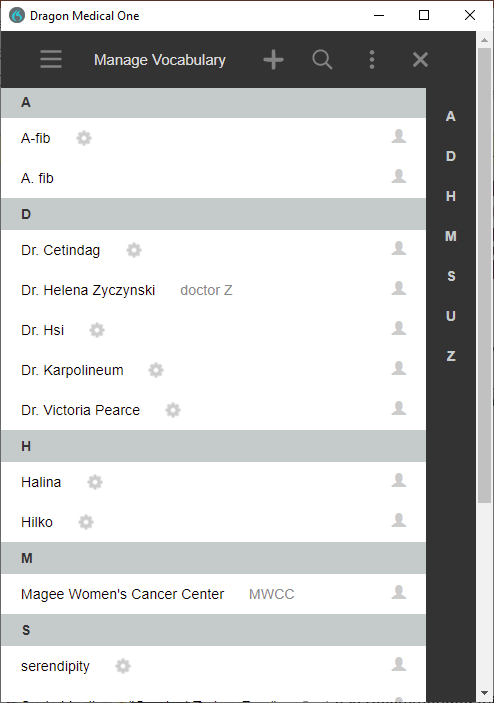 Dragon Medical One
Manage Vocabulary
A
A-fib
A. fib
D
Dr. Cetindag
Dr. Helena Zyczynski doctor Z
Dr. Hsi
Dr. Karpolineum
Dr. Victoria Pearce
H
Halina
Hilko
M
Magee Women's Cancer Center MWCC
S
serendipity
A
D
H
M
S
U
Z